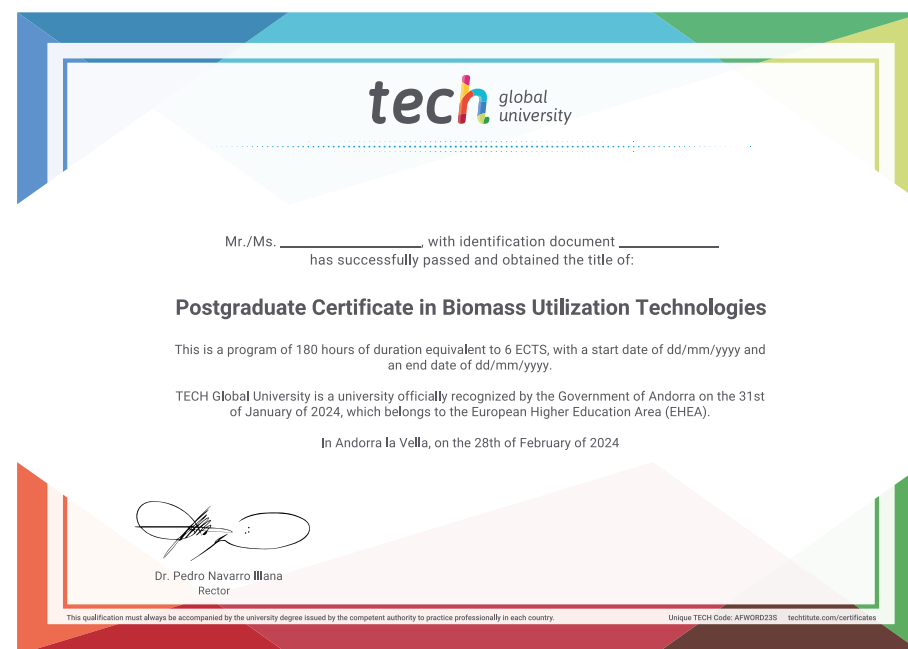 tech global university
Mr./Ms. ____________________, with identification document ______________
has successfully passed and obtained the title of:
Postgraduate Certificate in Biomass Utilization Technologies
This is a program of 180 hours of duration equivalent to 6 ECTS, with a start date of dd/mm/yyyy and
an end date of dd/mm/yyyy.
TECH Global University is a university officially recognized by the Government of Andorra on the 31st
of January of 2024, which belongs to the European Higher Education Area (EHEA).
In Andorra la Vella, on the 28th of February of 2024
Dr. Pedro Navarro Illana
Rector
This qualification must always be accompanied by the university degree issued by the competent authority to practice professionally in each country.
Unique TECH Code: AFWORD23S techtitute.com/certificates